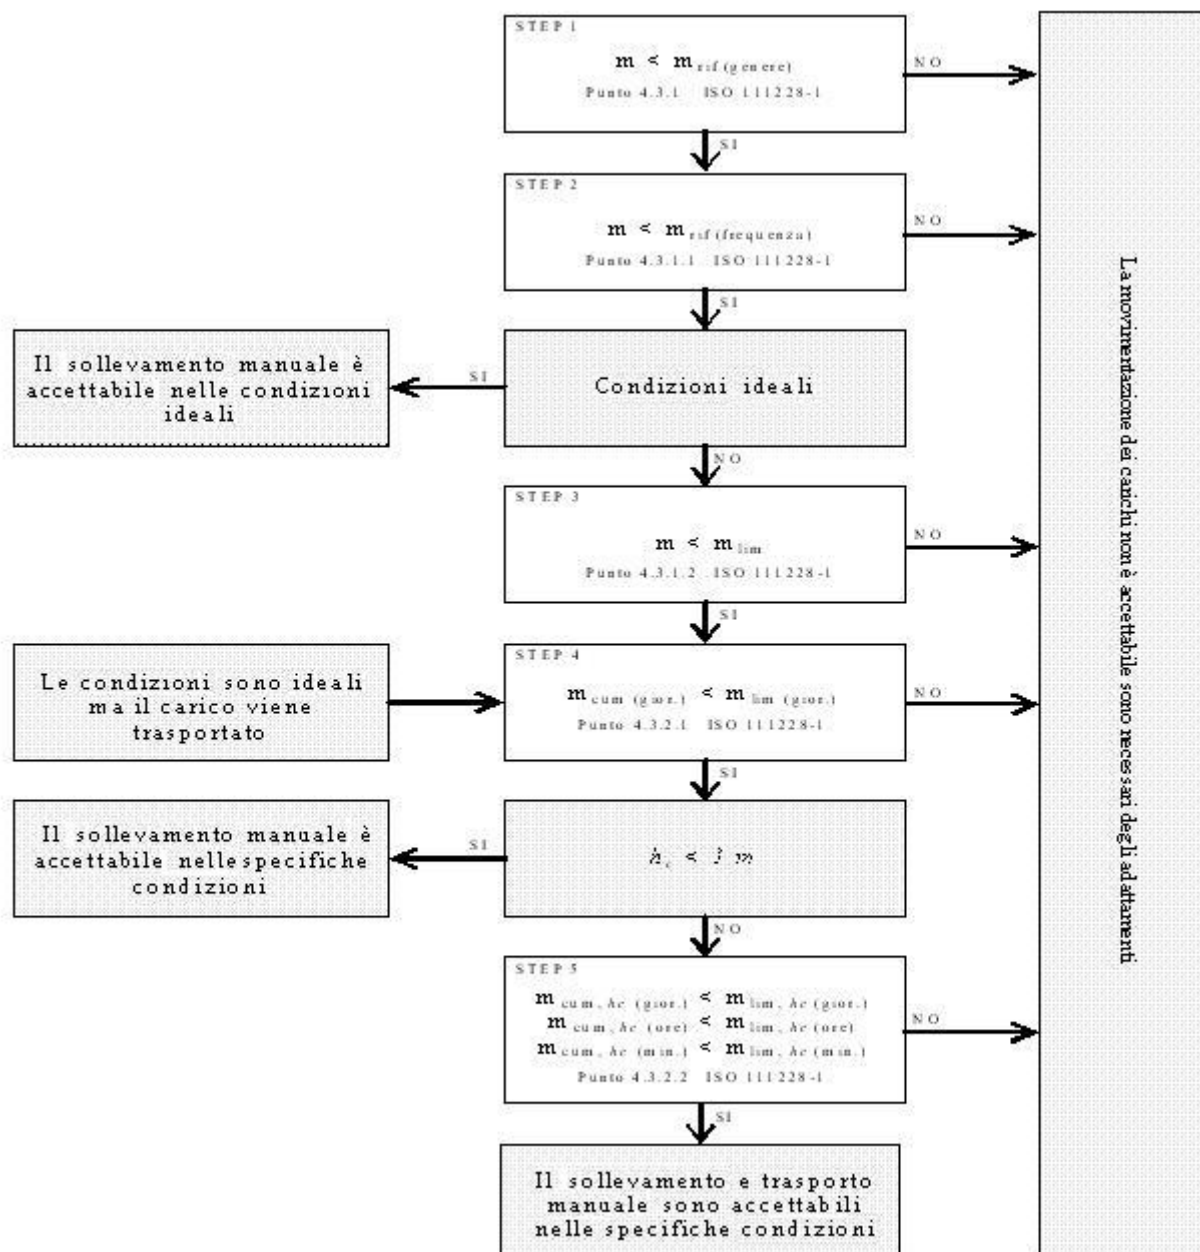 STEP 1
m < m rif (genere)
Punto 4.3.1 ISO 111228-1
NO
SI
STEP 2
m < m rif (frequenza)
Punto 4.3.1.1 ISO 111228-1
NO
SI
Il sollevamento manuale è
accettabile nelle condizioni
ideali
SI
Condizioni ideali
NO
STEP 3
m < m lim
Punto 4.3.1.2 ISO 111228-1
NO
SI
Le condizioni sono ideali
ma il carico viene
trasportato
STEP 4
m cum (gior.) < m lim (gior.)
Punto 4.3.2.1 ISO 111228-1
NO
SI
Il sollevamento manuale è
accettabile nelle specifiche
condizioni
SI
h c < 1 m
NO
STEP 5
m cum, hc (gior.) < m lim, hc (gior.)
m cum, hc (ore) < m lim, hc (ore)
m cum, hc (min.) < m lim, hc (min.)
Punto 4.3.2.2 ISO 111228-1
NO
SI
Il sollevamento e trasporto
manuale sono accettabili
nelle specifiche condizioni
La movimentazione dei carichi non è accettabile sono necessari degli adattamenti